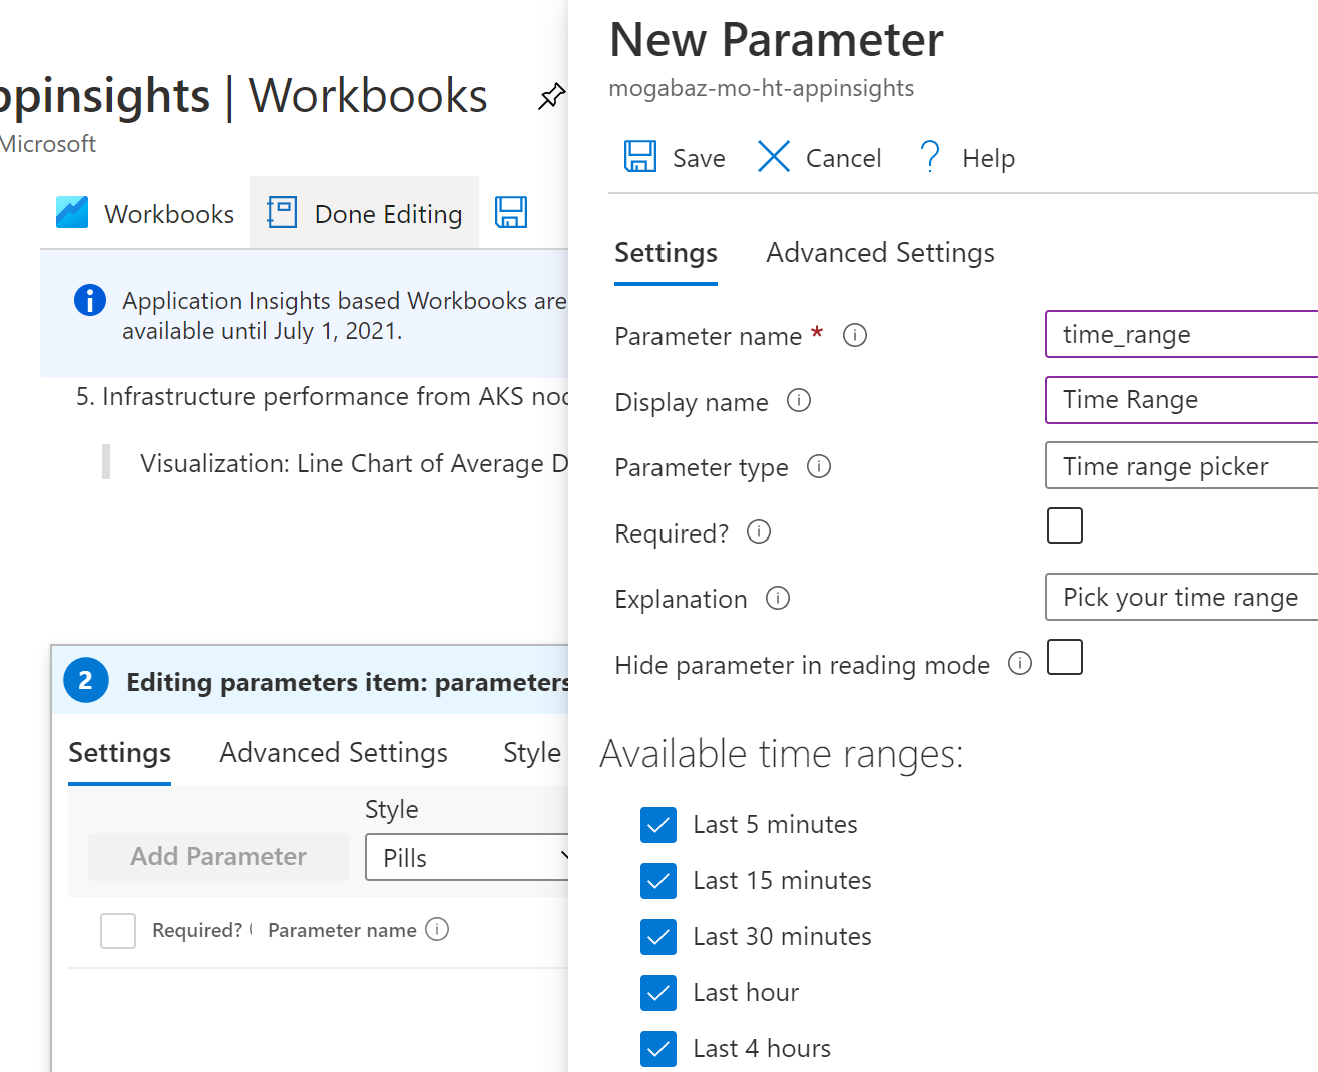 ppinsights | Workbooks
Microsoft
Workbooks
Done Editing
Application Insights based Workbooks are
available until July 1, 2021.
5. Infrastructure performance from AKS
Visualization: Line Chart of Average D
2
Editing parameters item: parameters
Settings
Advanced Settings
Style
Style
Add Parameter
Pills
Required?
Parameter name
New Parameter
mogabaz-mo-ht-appinsights
Save
Cancel
? Help
Settings
Advanced Settings
Parameter name *
time_range
Display name
Time Range
Parameter type
Time range picker
Required?
Explanation
Pick your time range
Hide parameter in reading mode
Available time ranges:
Last 5 minutes
Last 15 minutes
Last 30 minutes
Last hour
Last 4 hours